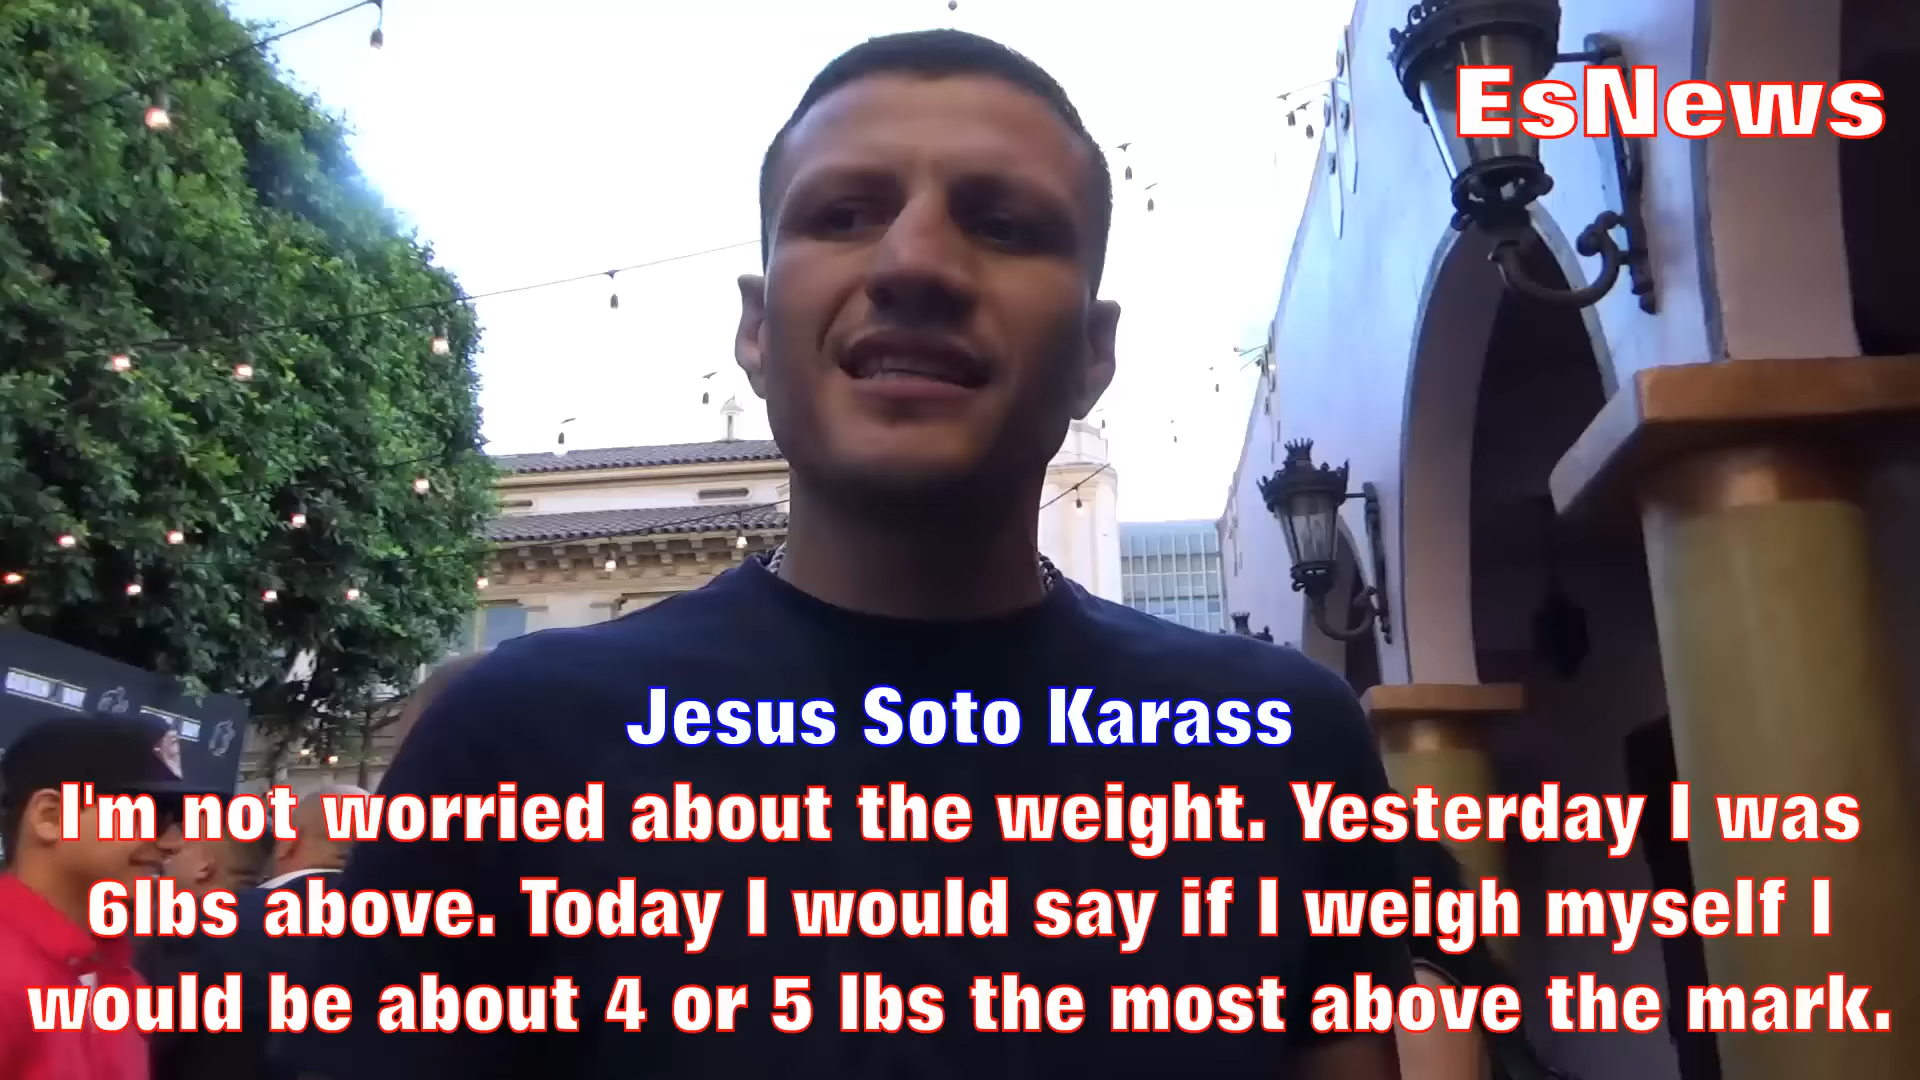 EsNews
Jesus Soto Karass
I'm not worried about the weight. Yesterday I was
6lbs above. Today I would say if I weigh myself I
would be about 4 or 5 lbs the most above the mark.